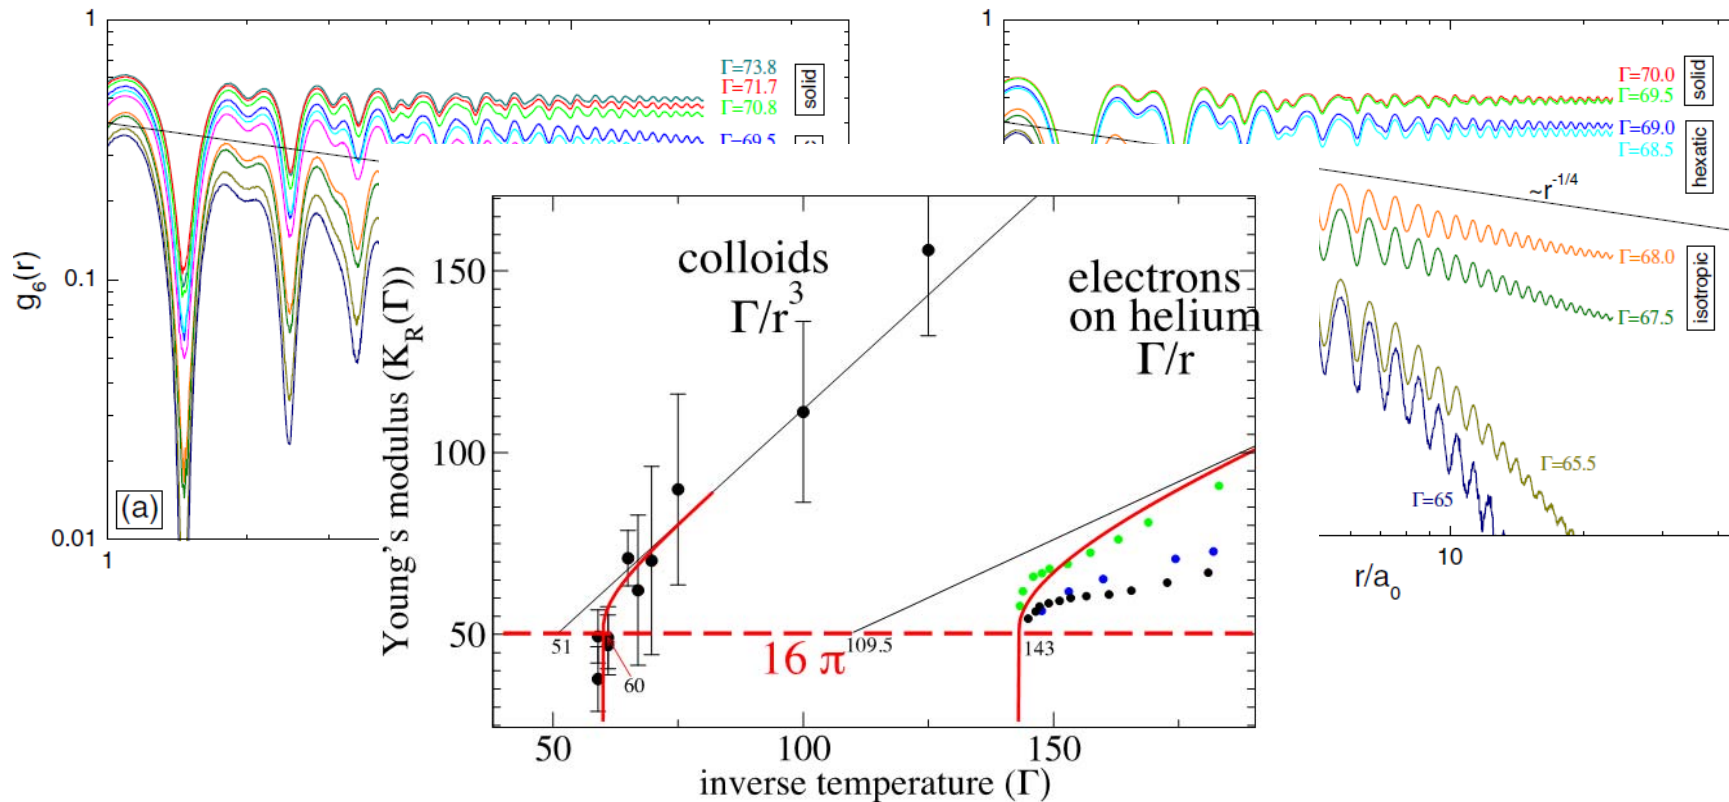 1
0.1
0.01
g6(r)
1
(a)
Γ=73.8
Γ=71.7
Γ=70.8
Γ=69.5
solid
1
Γ=70.0
Γ=69.5
Γ=69.0
Γ=68.5
solid
hexatic
~r-1/4
Γ=68.0
Γ=67.5
isotropic
Γ=65.5
Γ=65
10
r/a0
Young's modulus (KR(Γ))
150
100
50
colloids
Γ/r3
electrons
on helium
Γ/r
51
60
16 π
109.5
143
50
100
150
inverse temperature (Γ)